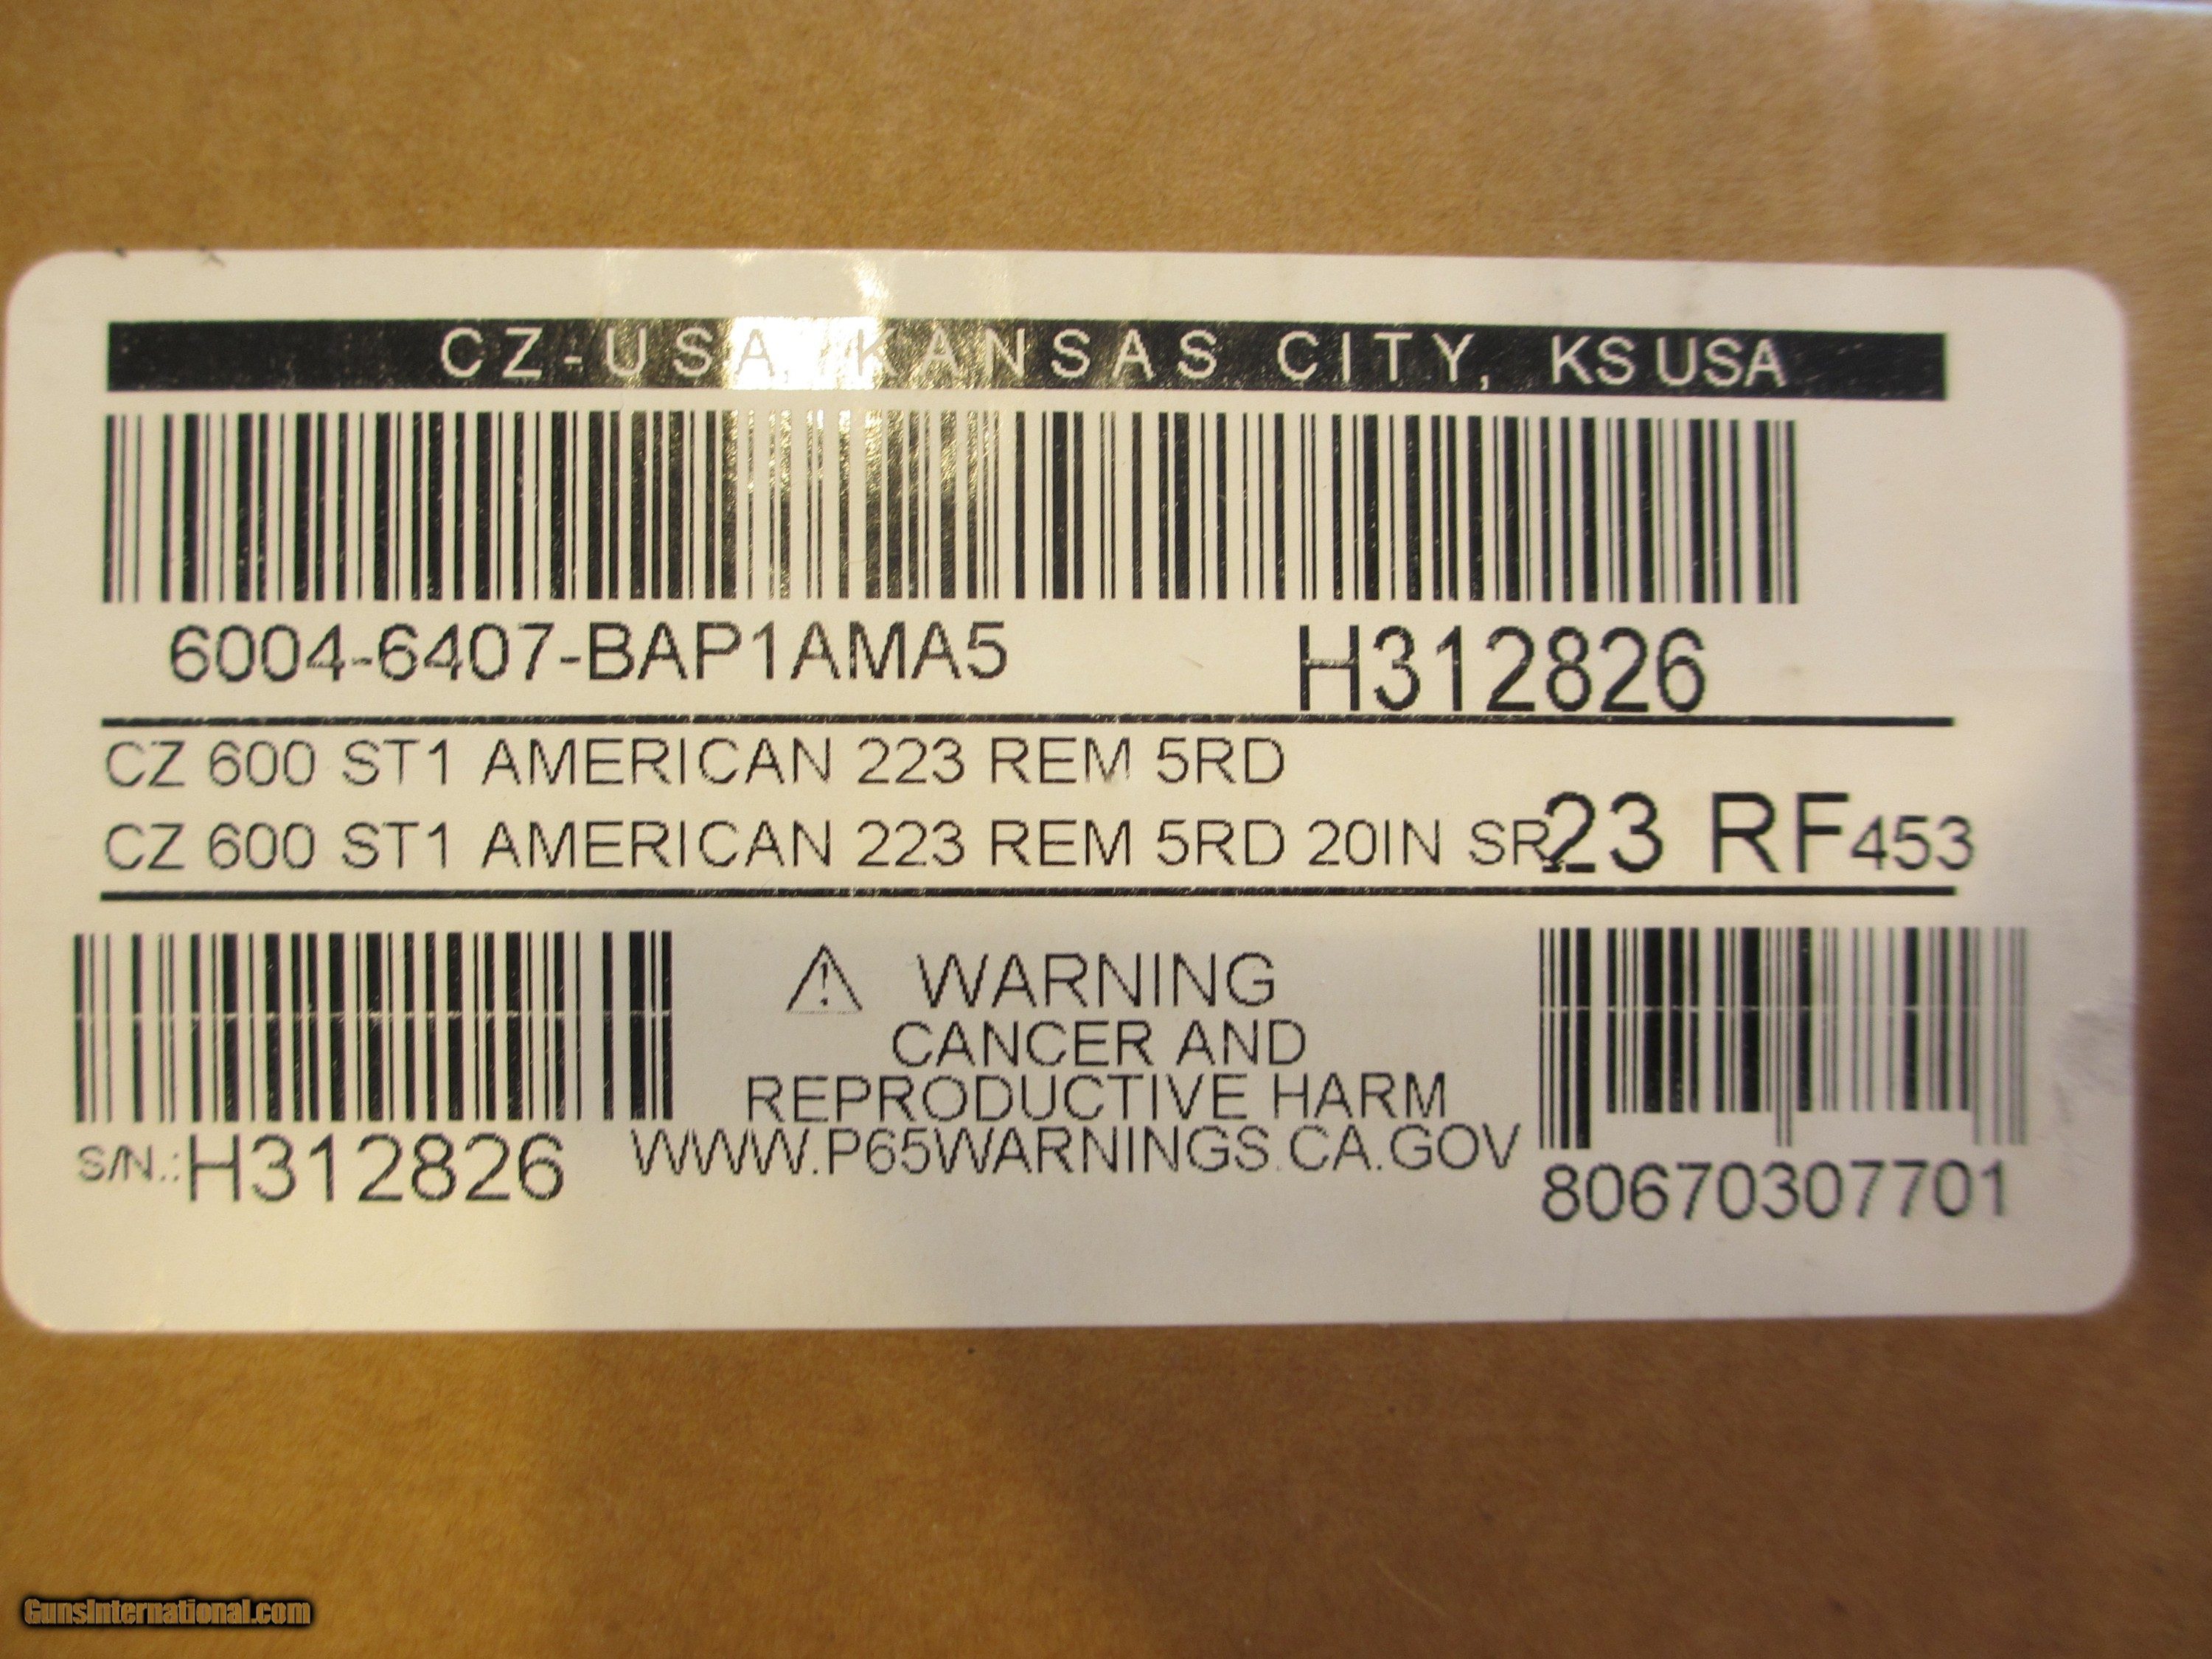 CZ-USA, KANSAS CITY, KS USA
6004-6407-BAP1AMA5 H312826
CZ 600 ST1 AMERICAN 223 REM 5RD
CZ 600 ST1 AMERICAN 223 REM 5RD 20IN SR 23 RF453
⚠ WARNING
CANCER AND
REPRODUCTIVE HARM
WWW.P65WARNINGS.CA.GOV
S/N.:H312826
80670307701
GunsInternational.com